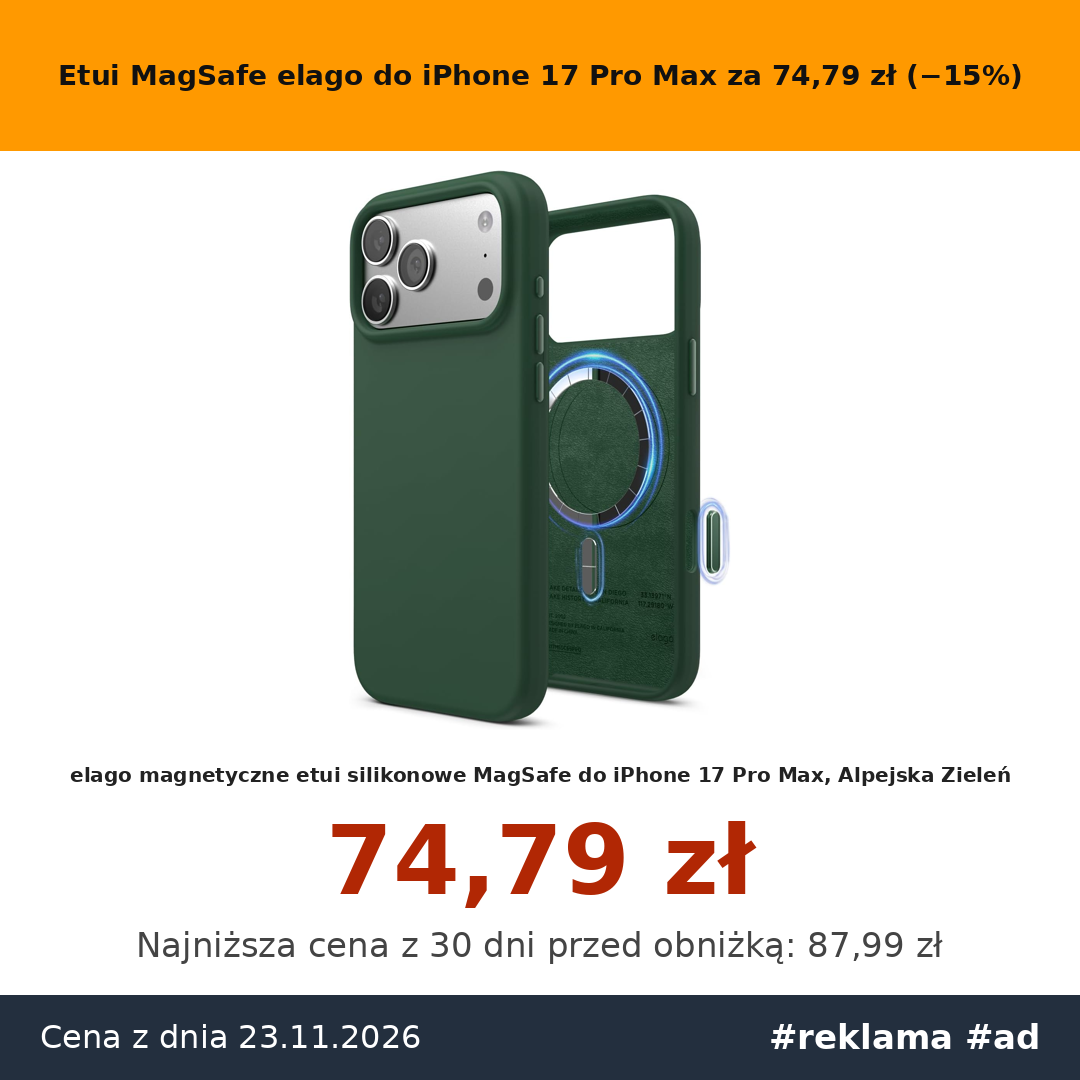 Etui MagSafe elago do iPhone 17 Pro Max za 74,79 zł (−15%)
elago
elago magnetyczne etui silikonowe MagSafe do iPhone 17 Pro Max, Alpejska Zieleń
74,79 zł
Najniższa cena z 30 dni przed obniżką: 87,99 zł
Cena z dnia 23.11.2026
#reklama #ad